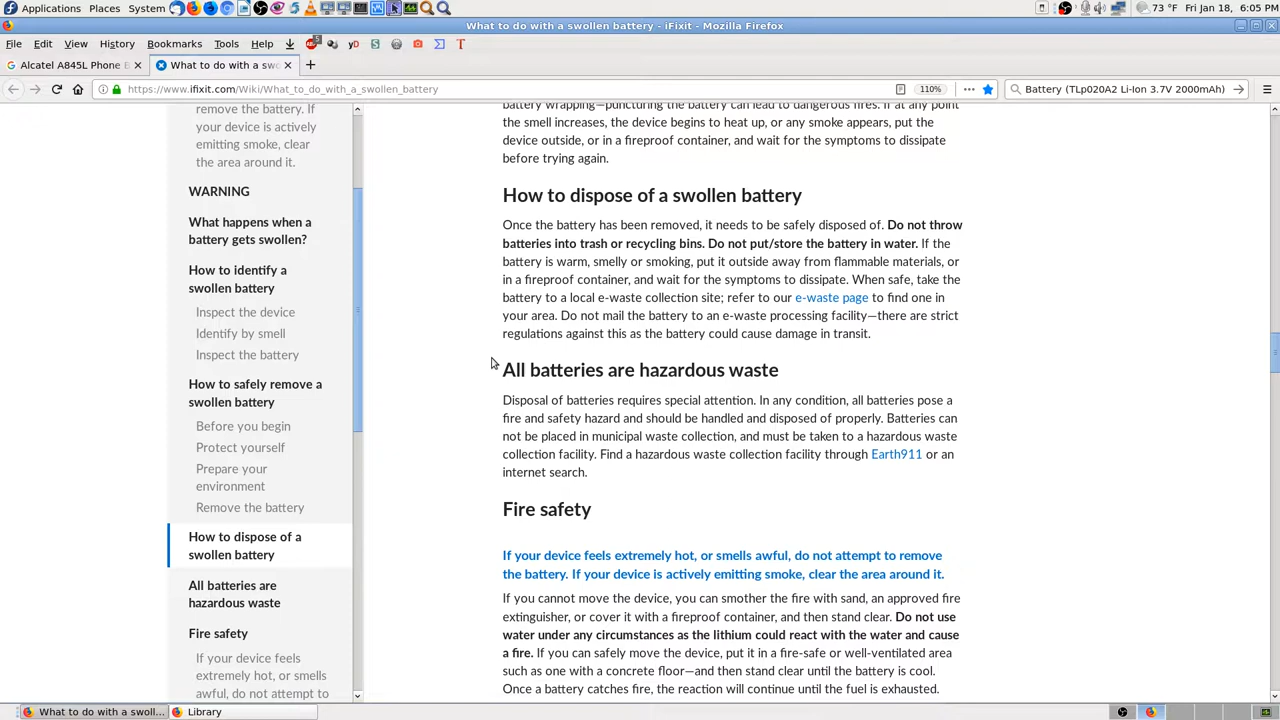 Applications Places System 73 °F Fri Jan 18, 6:05 PM
What to do with a swollen battery - iFixit - Mozilla Firefox
File Edit View History Bookmarks Tools Help
Alcatel A845L Phone B What to do with a swo
https://www.ifixit.com/Wiki/What_to_do_with_a_swollen_battery 110% Battery (TLp020A2 Li-Ion 3.7V 2000mAh)
remove the battery. If
your device is actively
emitting smoke, clear
the area around it.
WARNING
What happens when a
battery gets swollen?
How to identify a
swollen battery
Inspect the device
Identify by smell
Inspect the battery
How to safely remove a
swollen battery
Before you begin
Protect yourself
Prepare your
environment
Remove the battery
How to dispose of a
swollen battery
All batteries are
hazardous waste
Fire safety
If your device feels
extremely hot, or smells
awful, do not attempt to
battery wrapping—puncturing the battery can lead to dangerous fires. If at any point
the smell increases, the device begins to heat up, or any smoke appears, put the
device outside, or in a fireproof container, and wait for the symptoms to dissipate
before trying again.
How to dispose of a swollen battery
Once the battery has been removed, it needs to be safely disposed of. Do not throw
batteries into trash or recycling bins. Do not put/store the battery in water. If the
battery is warm, smelly or smoking, put it outside away from flammable materials, or
in a fireproof container, and wait for the symptoms to dissipate. When safe, take the
battery to a local e-waste collection site; refer to our e-waste page to find one in
your area. Do not mail the battery to an e-waste processing facility—there are strict
regulations against this as the battery could cause damage in transit.
All batteries are hazardous waste
Disposal of batteries requires special attention. In any condition, all batteries pose a
fire and safety hazard and should be handled and disposed of properly. Batteries can
not be placed in municipal waste collection, and must be taken to a hazardous waste
collection facility. Find a hazardous waste collection facility through Earth911 or an
internet search.
Fire safety
If your device feels extremely hot, or smells awful, do not attempt to remove
the battery. If your device is actively emitting smoke, clear the area around it.
If you cannot move the device, you can smother the fire with sand, an approved fire
extinguisher, or cover it with a fireproof container, and then stand clear. Do not use
water under any circumstances as the lithium could react with the water and cause
a fire. If you can safely move the device, put it in a fire-safe or well-ventilated area
such as one with a concrete floor—and then stand clear until the battery is cool.
Once a battery catches fire, the reaction will continue until the fuel is exhausted.
What to do with a swoll... Library